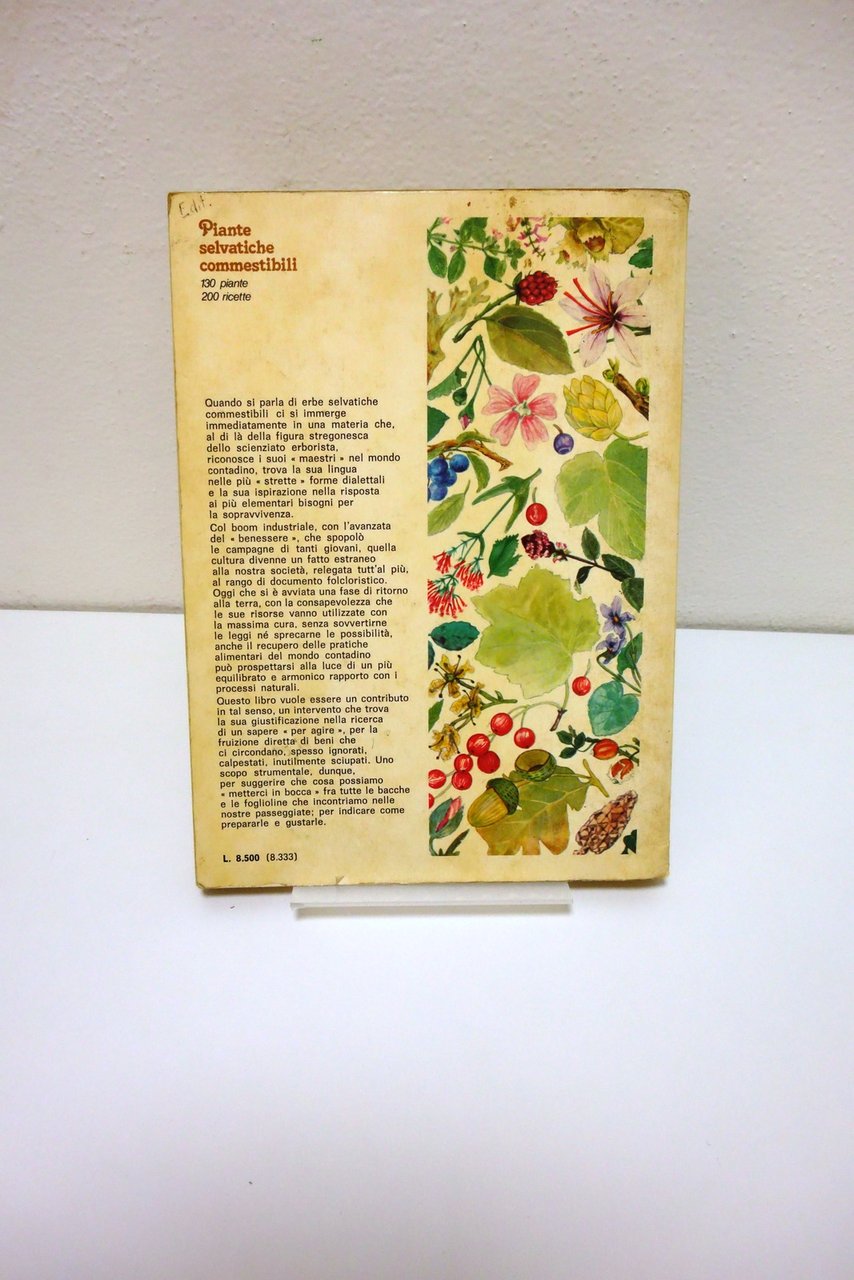 Edit.
Piante
selvatiche
commestibili
130 piante
200 ricette
Quando si parla di erbe selvatiche
commestibili ci si immerge
immediatamente in una materia che,
al di là della figura stregonesca
dello scienziato erborista,
riconosce i suoi « maestri » nel mondo
contadino, trova la sua lingua
nelle più « strette » forme dialettali
e la sua ispirazione nella risposta
ai più elementari bisogni per
la sopravvivenza.
Col boom industriale, con l'avanzata
del « benessere », che spopolò
le campagne di tanti giovani, quella
cultura divenne un fatto estraneo
alla nostra società, relegata tutt'al più,
al rango di documento folcloristico.
Oggi che si è avviata una fase di ritorno
alla terra, con la consapevolezza che
le sue risorse vanno utilizzate con
la massima cura, senza sovvertirne
le leggi né sprecarne le possibilità,
anche il recupero delle pratiche
alimentari del mondo contadino
può prospettarsi alla luce di un più
equilibrato e armonico rapporto con i
processi naturali.
Questo libro vuole essere un contributo
in tal senso, un intervento che trova
la sua giustificazione nella ricerca
di un sapere « per agire », per la
fruizione diretta di beni che
ci circondano, spesso ignorati,
calpestati, inutilmente sciupati. Uno
scopo strumentale, dunque,
per suggerire che cosa possiamo
« metterci in bocca » fra tutte le bacche
e le foglioline che incontriamo nelle
nostre passeggiate; per indicare come
prepararle e gustarle.
L. 8.500 (8.333)